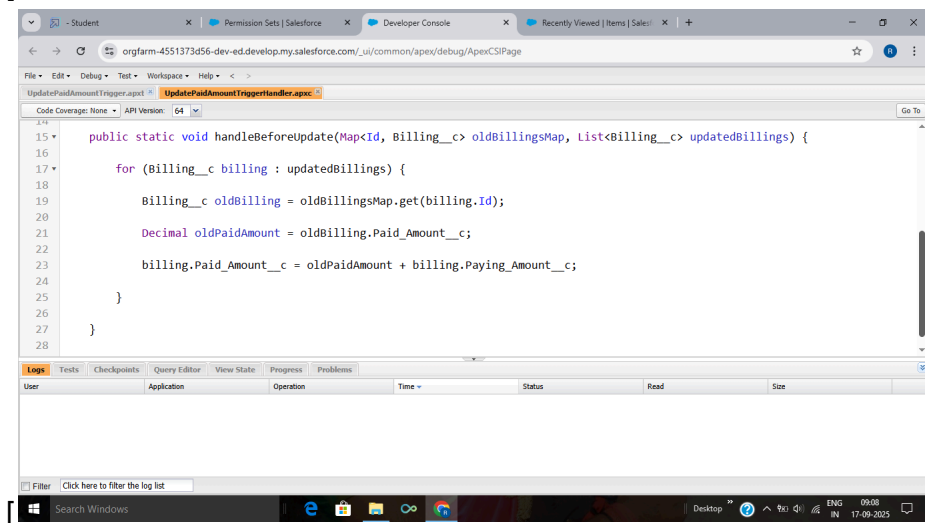 - Student
Permission Sets | Salesforce
Developer Console
Recently Viewed | Items | Salesf
orgfarm-4551373d56-dev-ed.develop.my.salesforce.com/_ui/common/apex/debug/ApexCSIPage
File Edit Debug Test Workspace Help < >
UpdatePaidAmountTrigger.apxt UpdatePaidAmountTriggerHandler.apxc
Code Coverage: None API Version: 64 Go To
14
15 public static void handleBeforeUpdate(Map<Id, Billing__c> oldBillingsMap, List<Billing__c> updatedBillings) {
16
17 for (Billing__c billing : updatedBillings) {
18
19 Billing__c oldBilling = oldBillingsMap.get(billing.Id);
20
21 Decimal oldPaidAmount = oldBilling.Paid_Amount__c;
22
23 billing.Paid_Amount__c = oldPaidAmount + billing.Paying_Amount__c;
24
25 }
26
27 }
28
Logs Tests Checkpoints Query Editor View State Progress Problems
User Application Operation Time Status Read Size
Filter Click here to filter the log list
[
Search Windows
Desktop
ENG 09:08
IN 17-09-2025